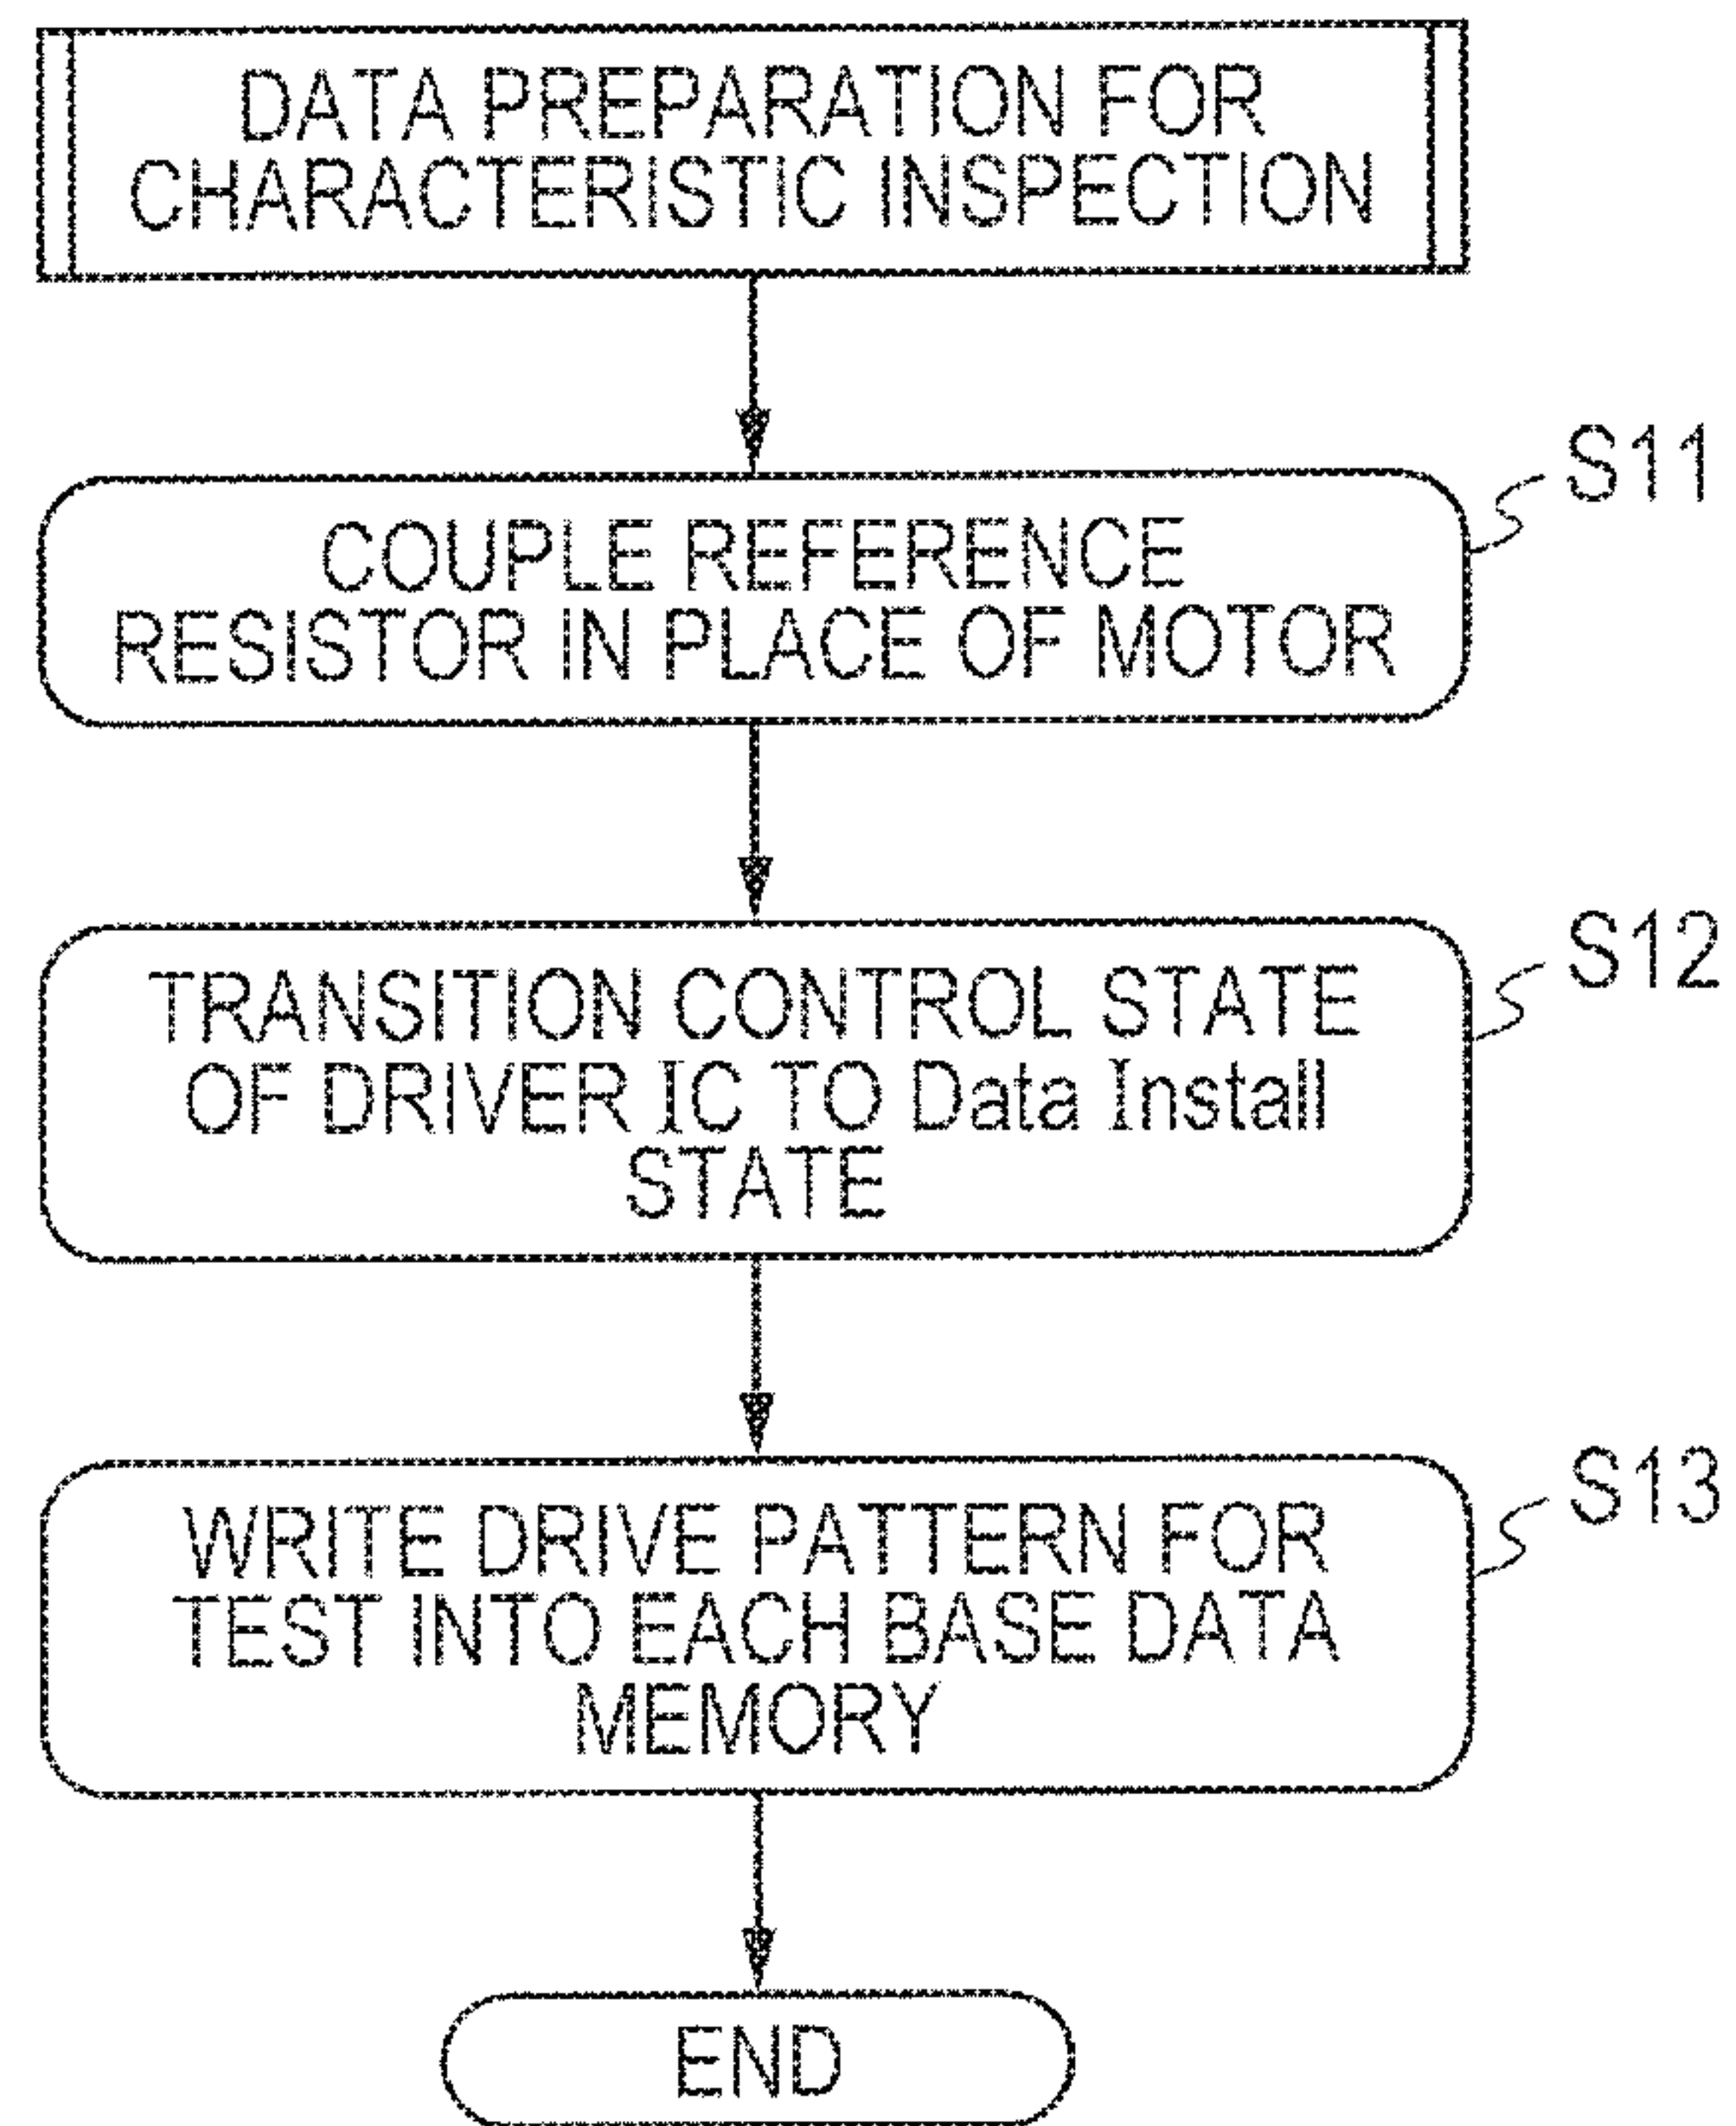 DATA PREPARATION FOR
CHARACTERISTIC INSPECTION
S11
COUPLE REFERENCE
RESISTOR IN PLACE OF MOTOR
S12
TRANSITION CONTROL STATE
OF DRIVER IC TO Data Install
STATE
S13
WRITE DRIVE PATTERN FOR
TEST INTO EACH BASE DATA
MEMORY
END